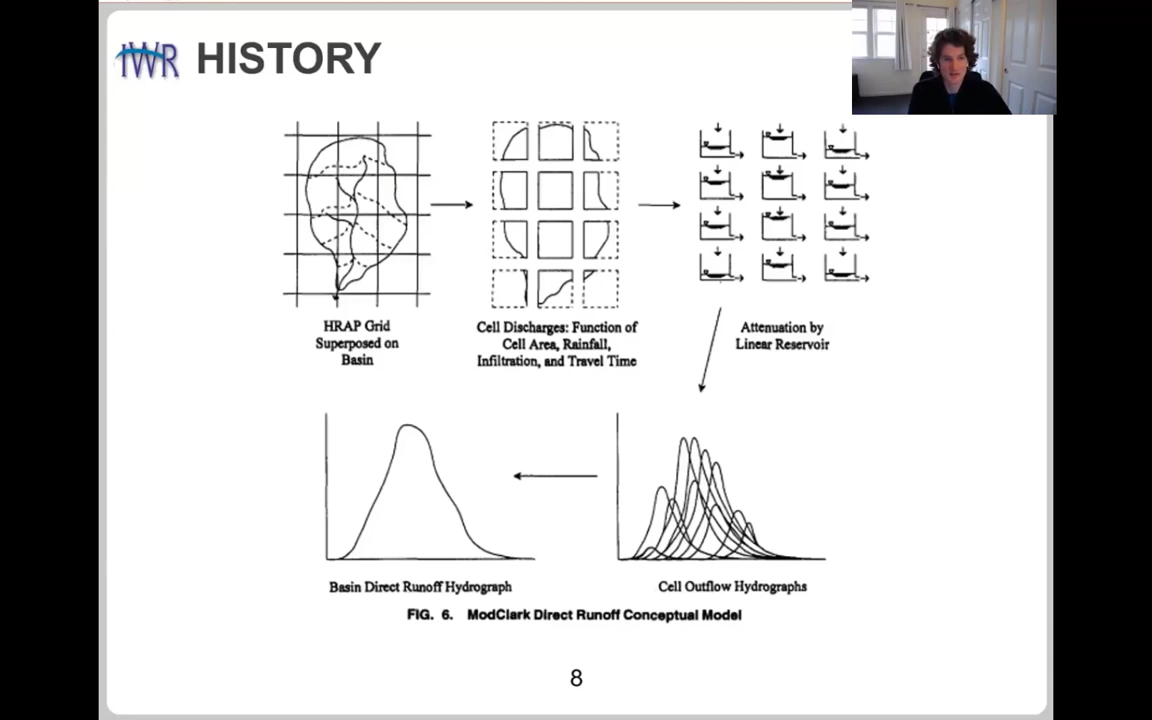 IWR
HISTORY
HRAP Grid
Superposed on
Basin
Cell Discharges: Function of
Cell Area, Rainfall,
Infiltration, and Travel Time
Attenuation by
Linear Reservoir
Basin Direct Runoff Hydrograph
Cell Outflow Hydrographs
FIG. 6. ModClark Direct Runoff Conceptual Model
8